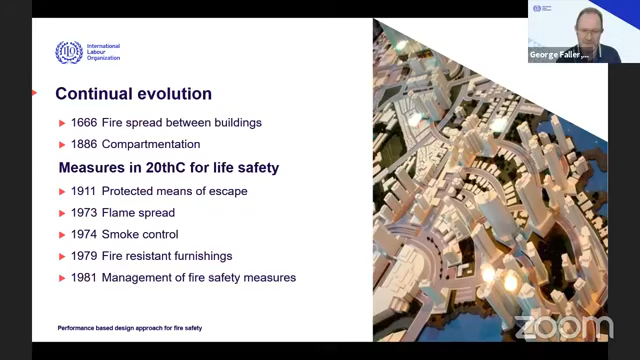 International
Labour
Organization
Continual evolution
1666 Fire spread between buildings
1886 Compartmentation
Measures in 20thC for life safety
1911 Protected means of escape
1973 Flame spread
1974 Smoke control
1979 Fire resistant furnishings
1981 Management of fire safety measures
Performance based design approach for fire safety
George Faller,...
zoom